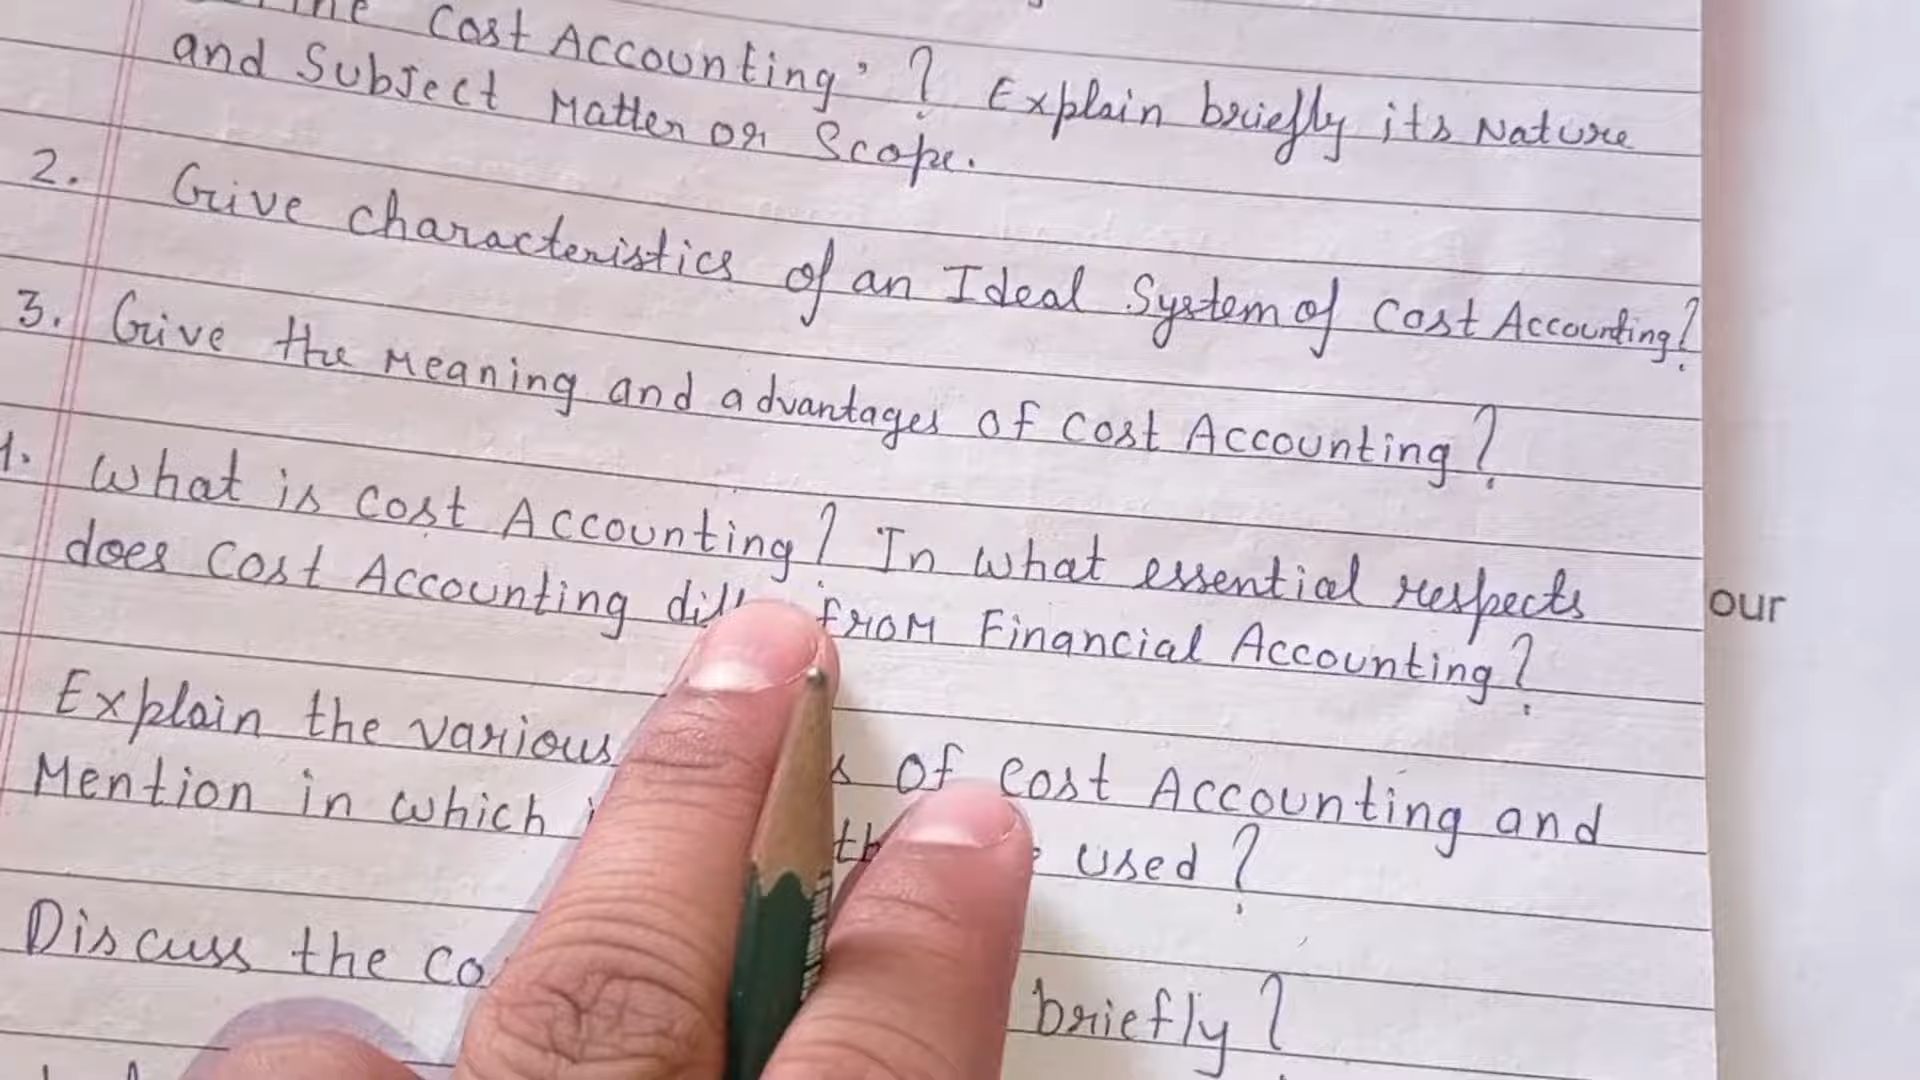 Cost Accounting' ? Explain briefly its Nature
and Subject Matter or Scope.
2. Give characteristics of an Ideal System of Cost Accounting?
3. Give the Meaning and advantages of Cost Accounting?
What is Cost Accounting? In what essential respects
does Cost Accounting from Financial Accounting?
Explain the various of Cost Accounting and
Mention in which used?
Discuss the briefly?
our